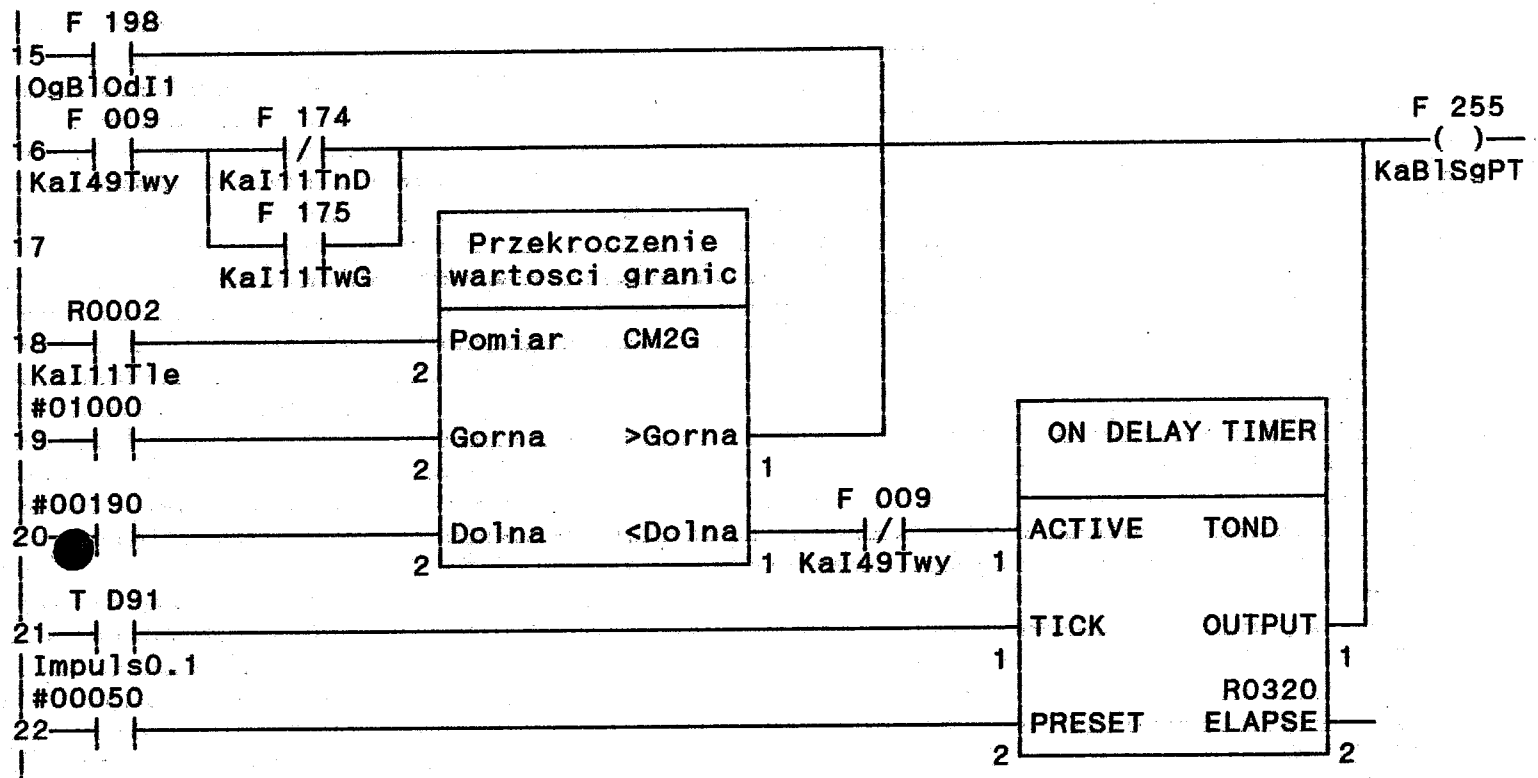 F 198
15
OgBlOdI1
F 009 F 174 F 255
16 / ( )
KaI49Twy KaI11TnD KaBlSgPT
F 175
17
KaI11TwG
Przekroczenie
wartosci granic
R0002
18 Pomiar CM2G
KaI11Tle 2
#01000
19 Gorna >Gorna
2 1
ON DELAY TIMER
#00190 F 009
20 Dolna <Dolna / ACTIVE TOND
2 1 KaI49Twy 1
T D91
21 TICK OUTPUT
Impuls0.1 1 1
#00050 R0320
22 PRESET ELAPSE
2 2